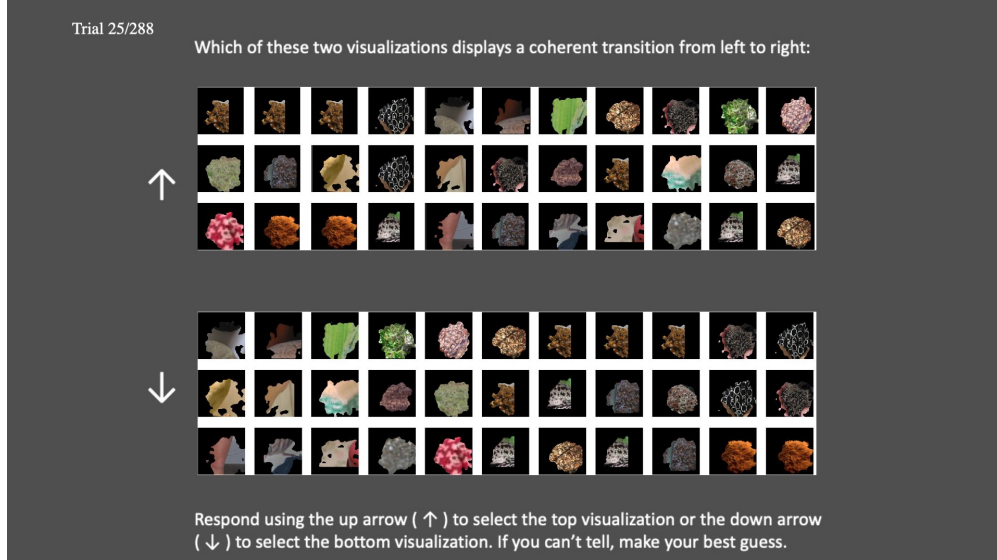 Trial 25/288
Which of these two visualizations displays a coherent transition from left to right:
↑
↓
Respond using the up arrow ( ↑ ) to select the top visualization or the down arrow
( ↓ ) to select the bottom visualization. If you can't tell, make your best guess.